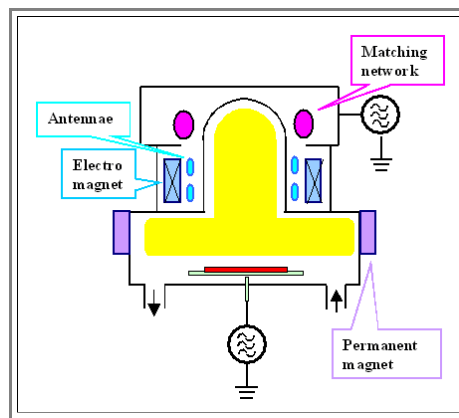 Matching
network
Antennae
Electro
magnet
Permanent
magnet